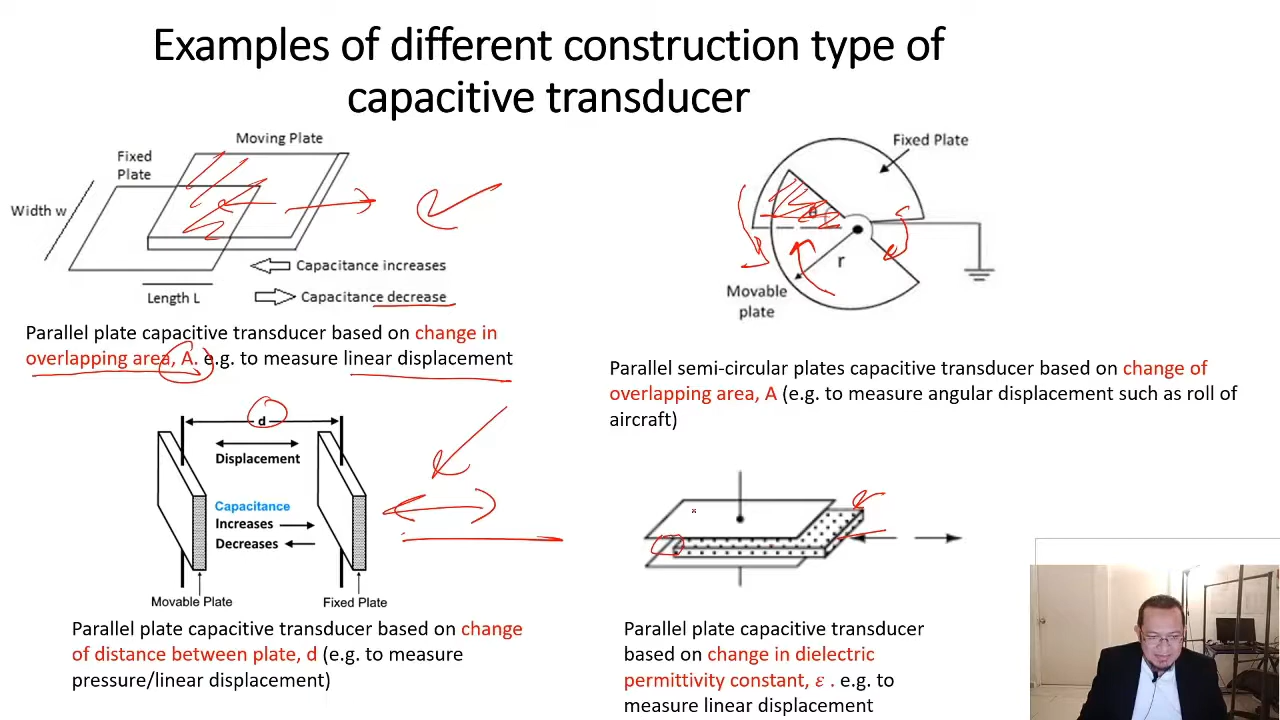 Examples of different construction type of
capacitive transducer
Moving Plate
Fixed
Plate
Width w
Capacitance increases
Length L
Capacitance decrease
Parallel plate capacitive transducer based on change in
overlapping area, A. e.g. to measure linear displacement
Fixed Plate
θ
r
Movable
plate
Parallel semi-circular plates capacitive transducer based on change of
overlapping area, A (e.g. to measure angular displacement such as roll of
aircraft)
d
Displacement
Capacitance
Increases
Decreases
Movable Plate
Fixed Plate
Parallel plate capacitive transducer based on change
of distance between plate, d (e.g. to measure
pressure/linear displacement)
Parallel plate capacitive transducer
based on change in dielectric
permittivity constant, ε . e.g. to
measure linear displacement